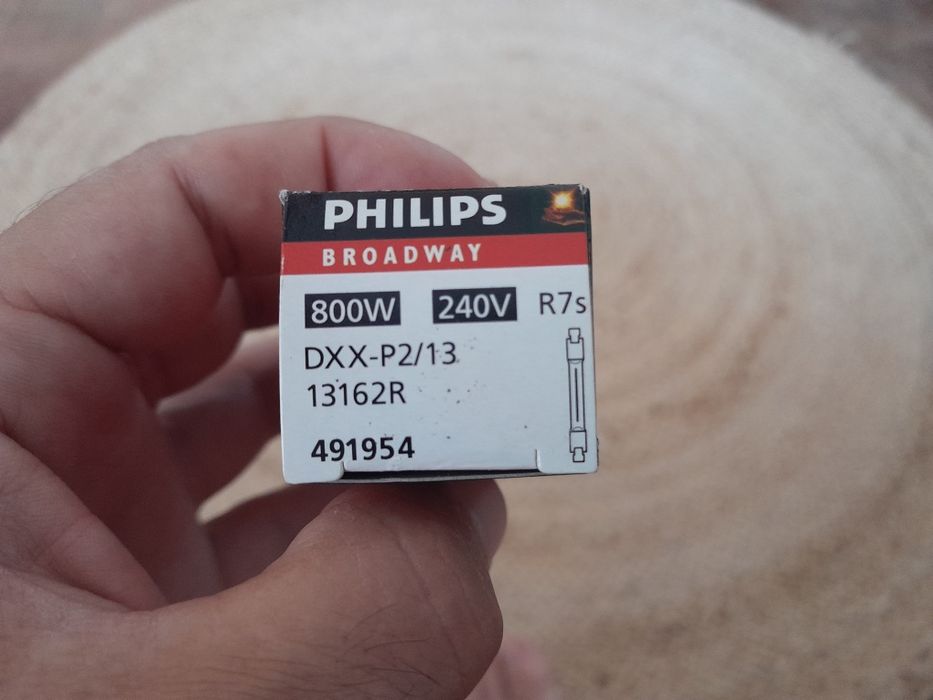 PHILIPS
BROADWAY
800W 240V R7s
DXX-P2/13
13162R
491954